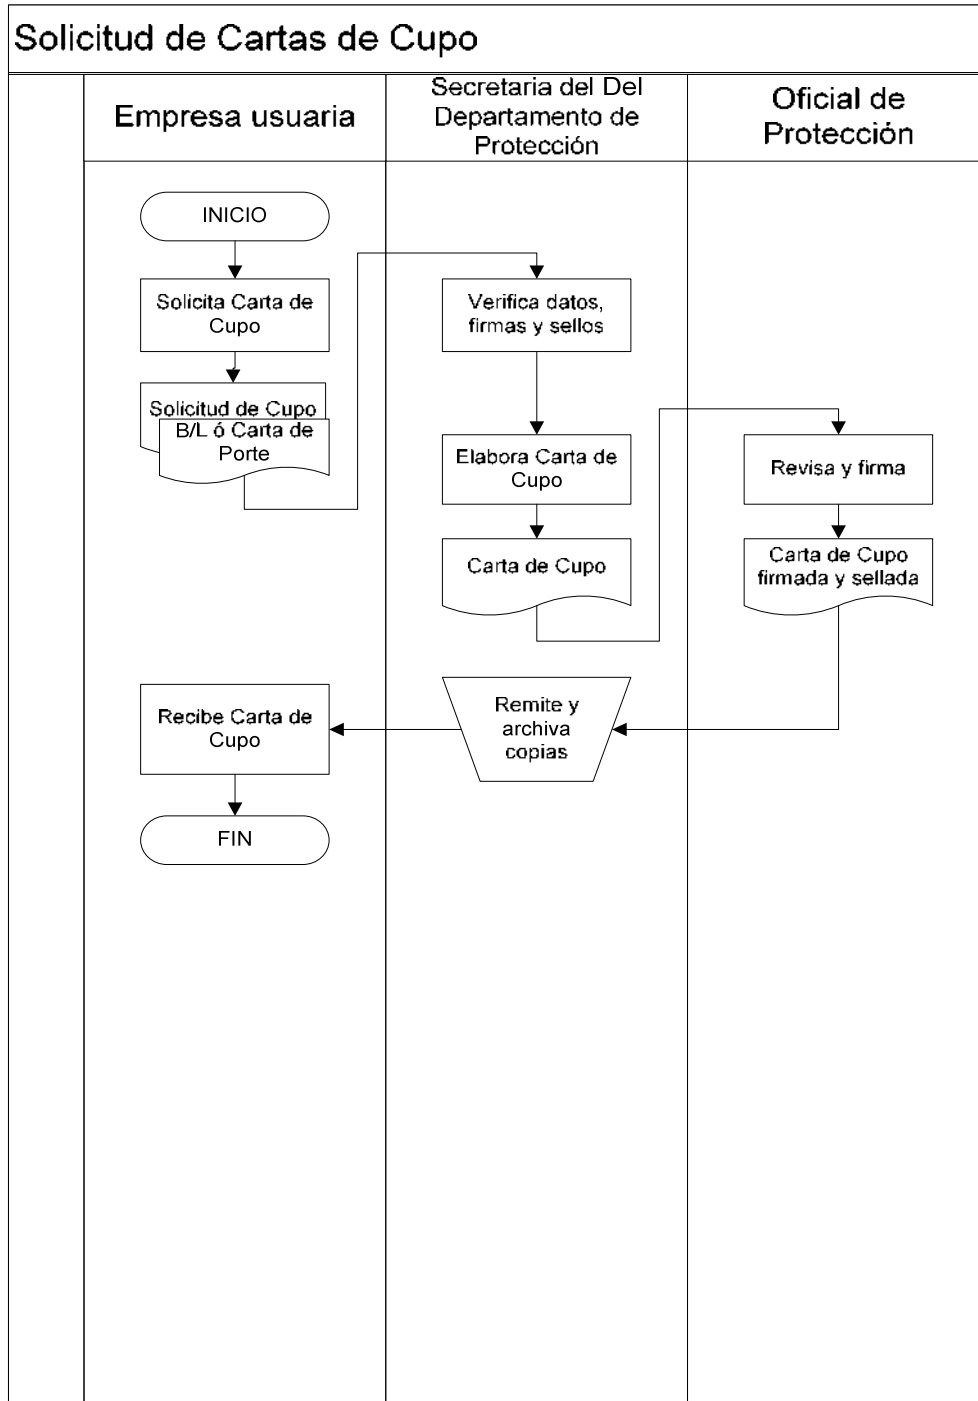 Solicitud de Cartas de Cupo
Empresa usuaria
Secretaria del Del
Departamento de
Protección
Oficial de
Protección
INICIO
Solicita Carta de
Cupo
Solicitud de Cupo
B/L ó Carta de
Porte
Verifica datos,
firmas y sellos
Elabora Carta de
Cupo
Carta de Cupo
Revisa y firma
Carta de Cupo
firmada y sellada
Remite y
archiva
copias
Recibe Carta de
Cupo
FIN